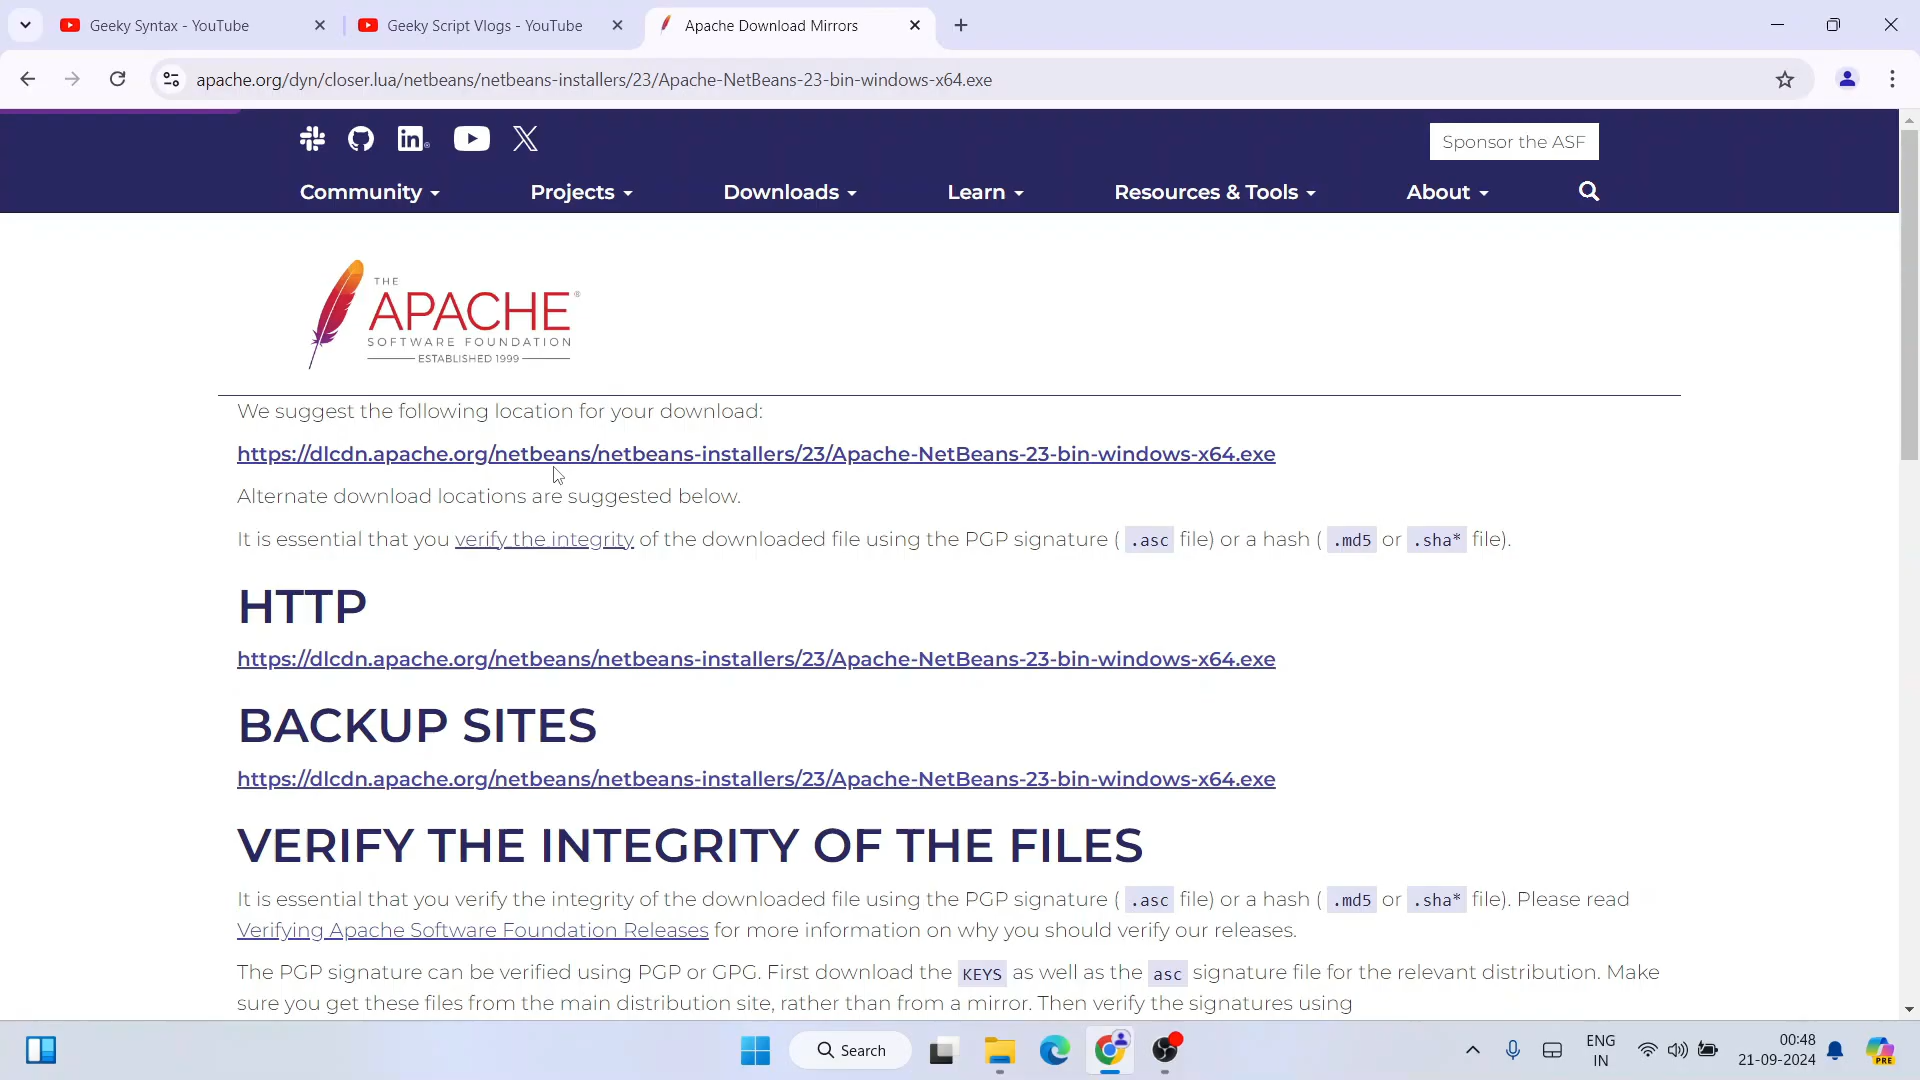 Geeky Syntax - YouTube
Geeky Script Vlogs - YouTube
Apache Download Mirrors
apache.org/dyn/closer.lua/netbeans/netbeans-installers/23/Apache-NetBeans-23-bin-windows-x64.exe
in
Sponsor the ASF
Community
Projects
Downloads
Learn
Resources & Tools
About
THE
APACHE®
SOFTWARE FOUNDATION
ESTABLISHED 1999
We suggest the following location for your download:
https://dlcdn.apache.org/netbeans/netbeans-installers/23/Apache-NetBeans-23-bin-windows-x64.exe
Alternate download locations are suggested below.
It is essential that you verify the integrity of the downloaded file using the PGP signature ( .asc file) or a hash ( .md5 or .sha* file).
HTTP
https://dlcdn.apache.org/netbeans/netbeans-installers/23/Apache-NetBeans-23-bin-windows-x64.exe
BACKUP SITES
https://dlcdn.apache.org/netbeans/netbeans-installers/23/Apache-NetBeans-23-bin-windows-x64.exe
VERIFY THE INTEGRITY OF THE FILES
It is essential that you verify the integrity of the downloaded file using the PGP signature ( .asc file) or a hash ( .md5 or .sha* file). Please read
Verifying Apache Software Foundation Releases for more information on why you should verify our releases.
The PGP signature can be verified using PGP or GPG. First download the KEYS as well as the asc signature file for the relevant distribution. Make
sure you get these files from the main distribution site, rather than from a mirror. Then verify the signatures using
Search
ENG
IN
00:48
21-09-2024
PRE